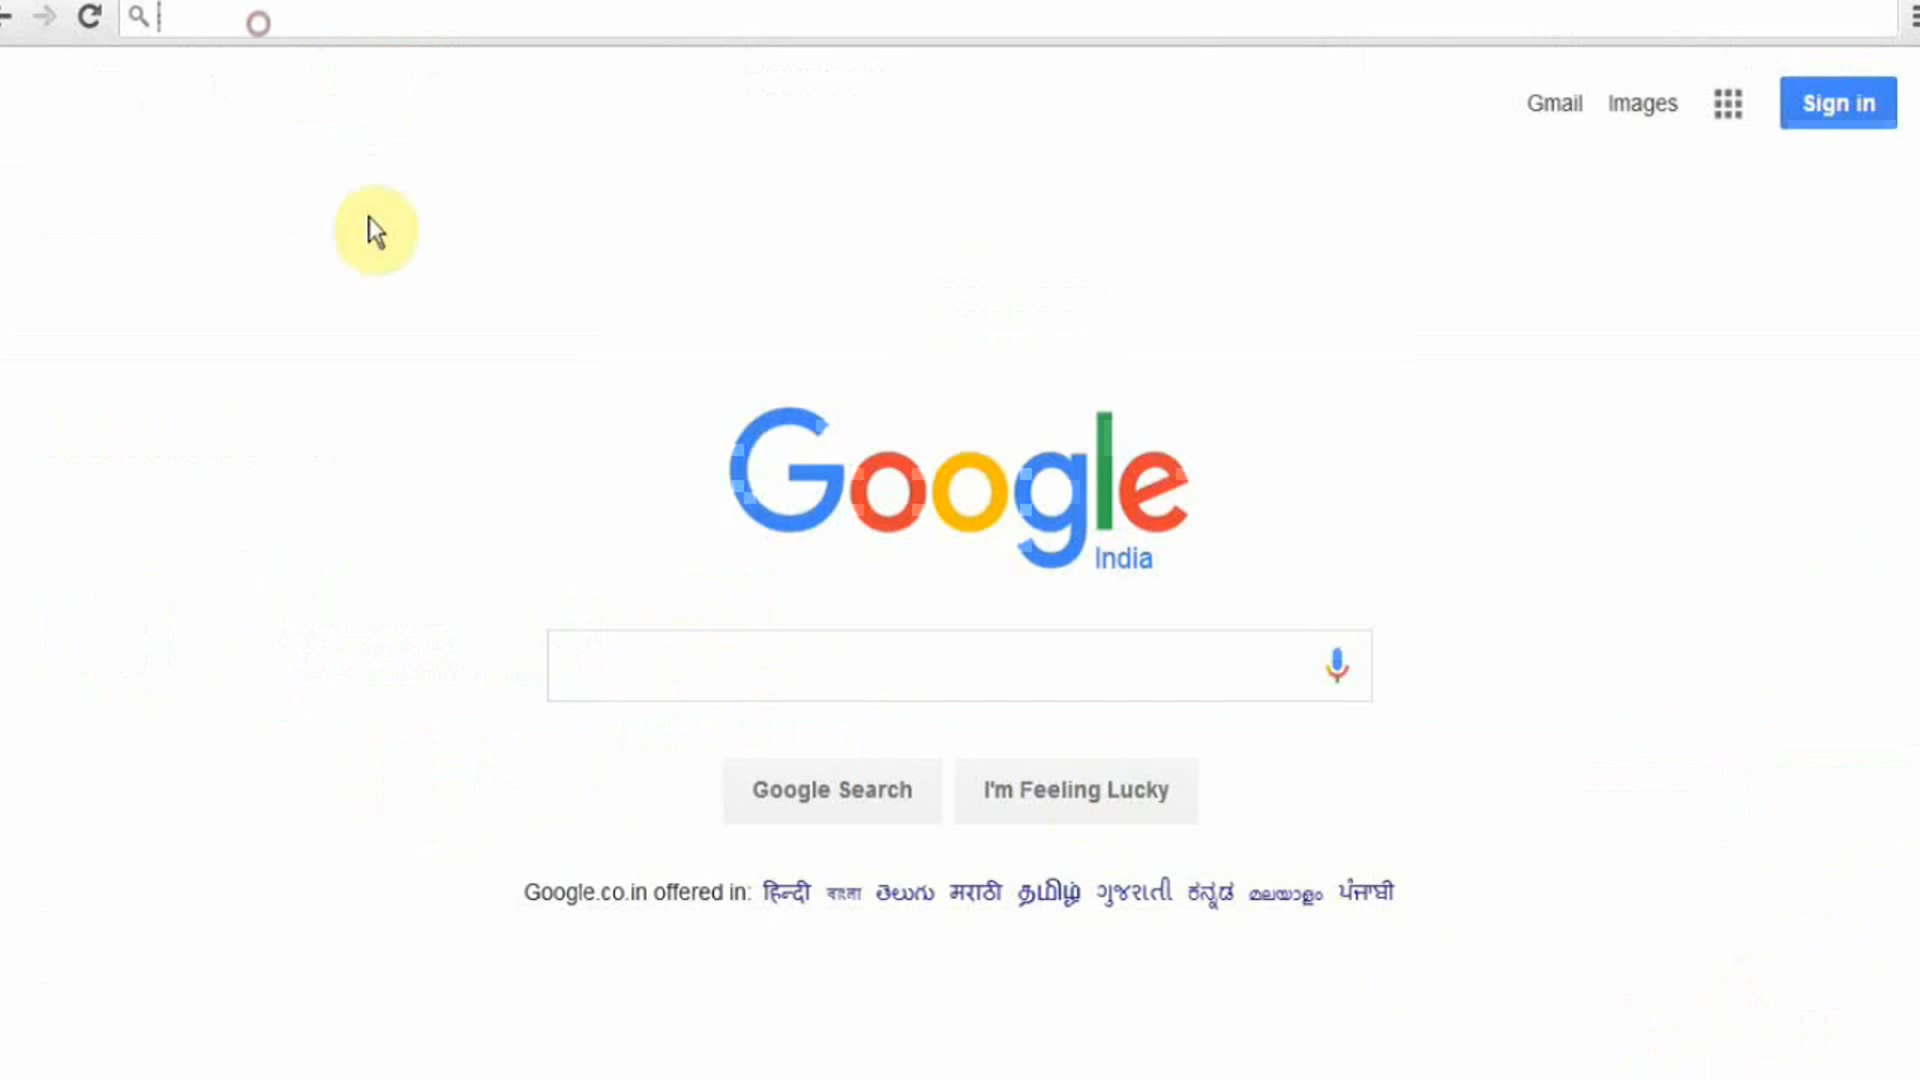 Gmail Images Sign in
Google
India
Google Search I'm Feeling Lucky
Google.co.in offered in: हिन्दी বাংলা తెలుగు मराठी தமிழ் ગુજરાતી ಕನ್ನಡ മലയാളം ਪੰਜਾਬੀ